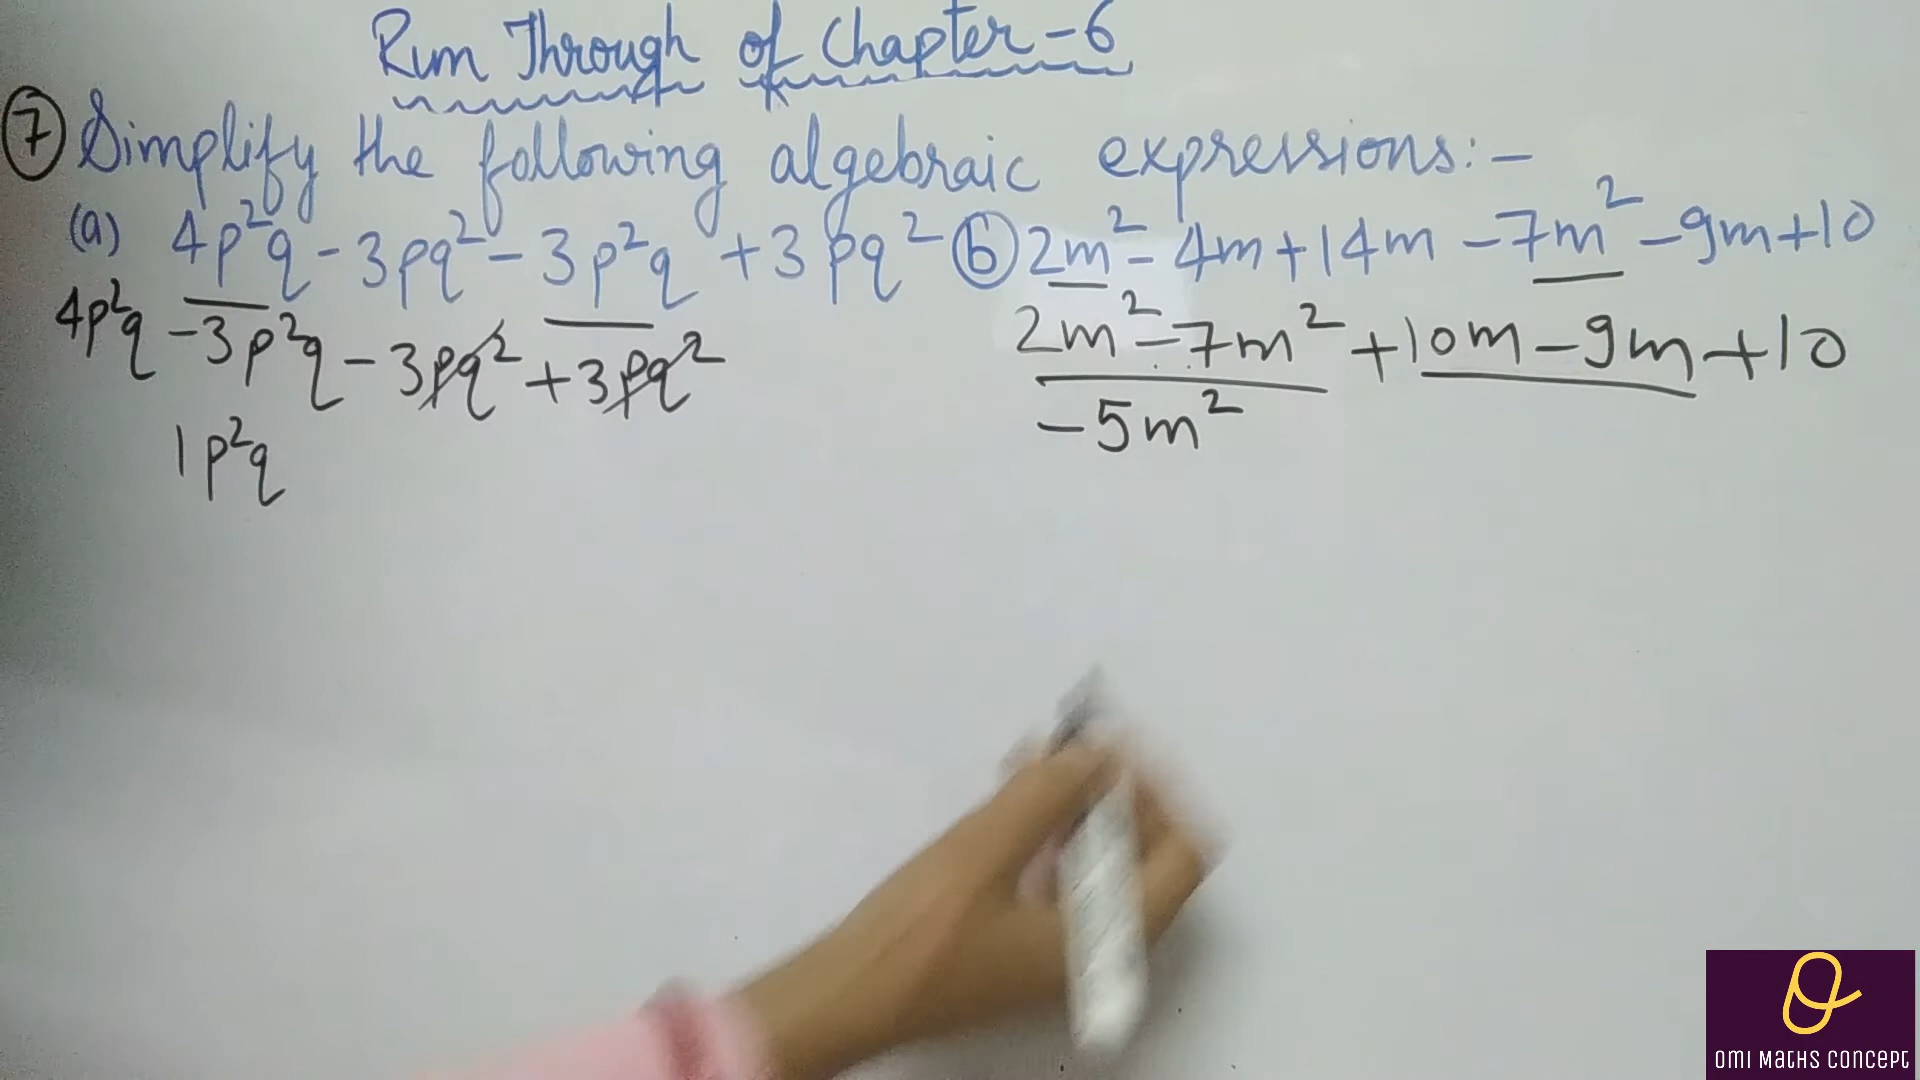 Run Through of Chapter-6
7 Simplify the following algebraic expressions:-
(a) 4p²q - 3pq² - 3p²q + 3pq² (b) 2m² - 4m + 14m - 7m² - 9m + 10
4p²q - 3p²q - 3pq² + 3pq²
1p²q
2m² - 7m² + 10m - 9m + 10
-5m²
OMI MATHS CONCEPT